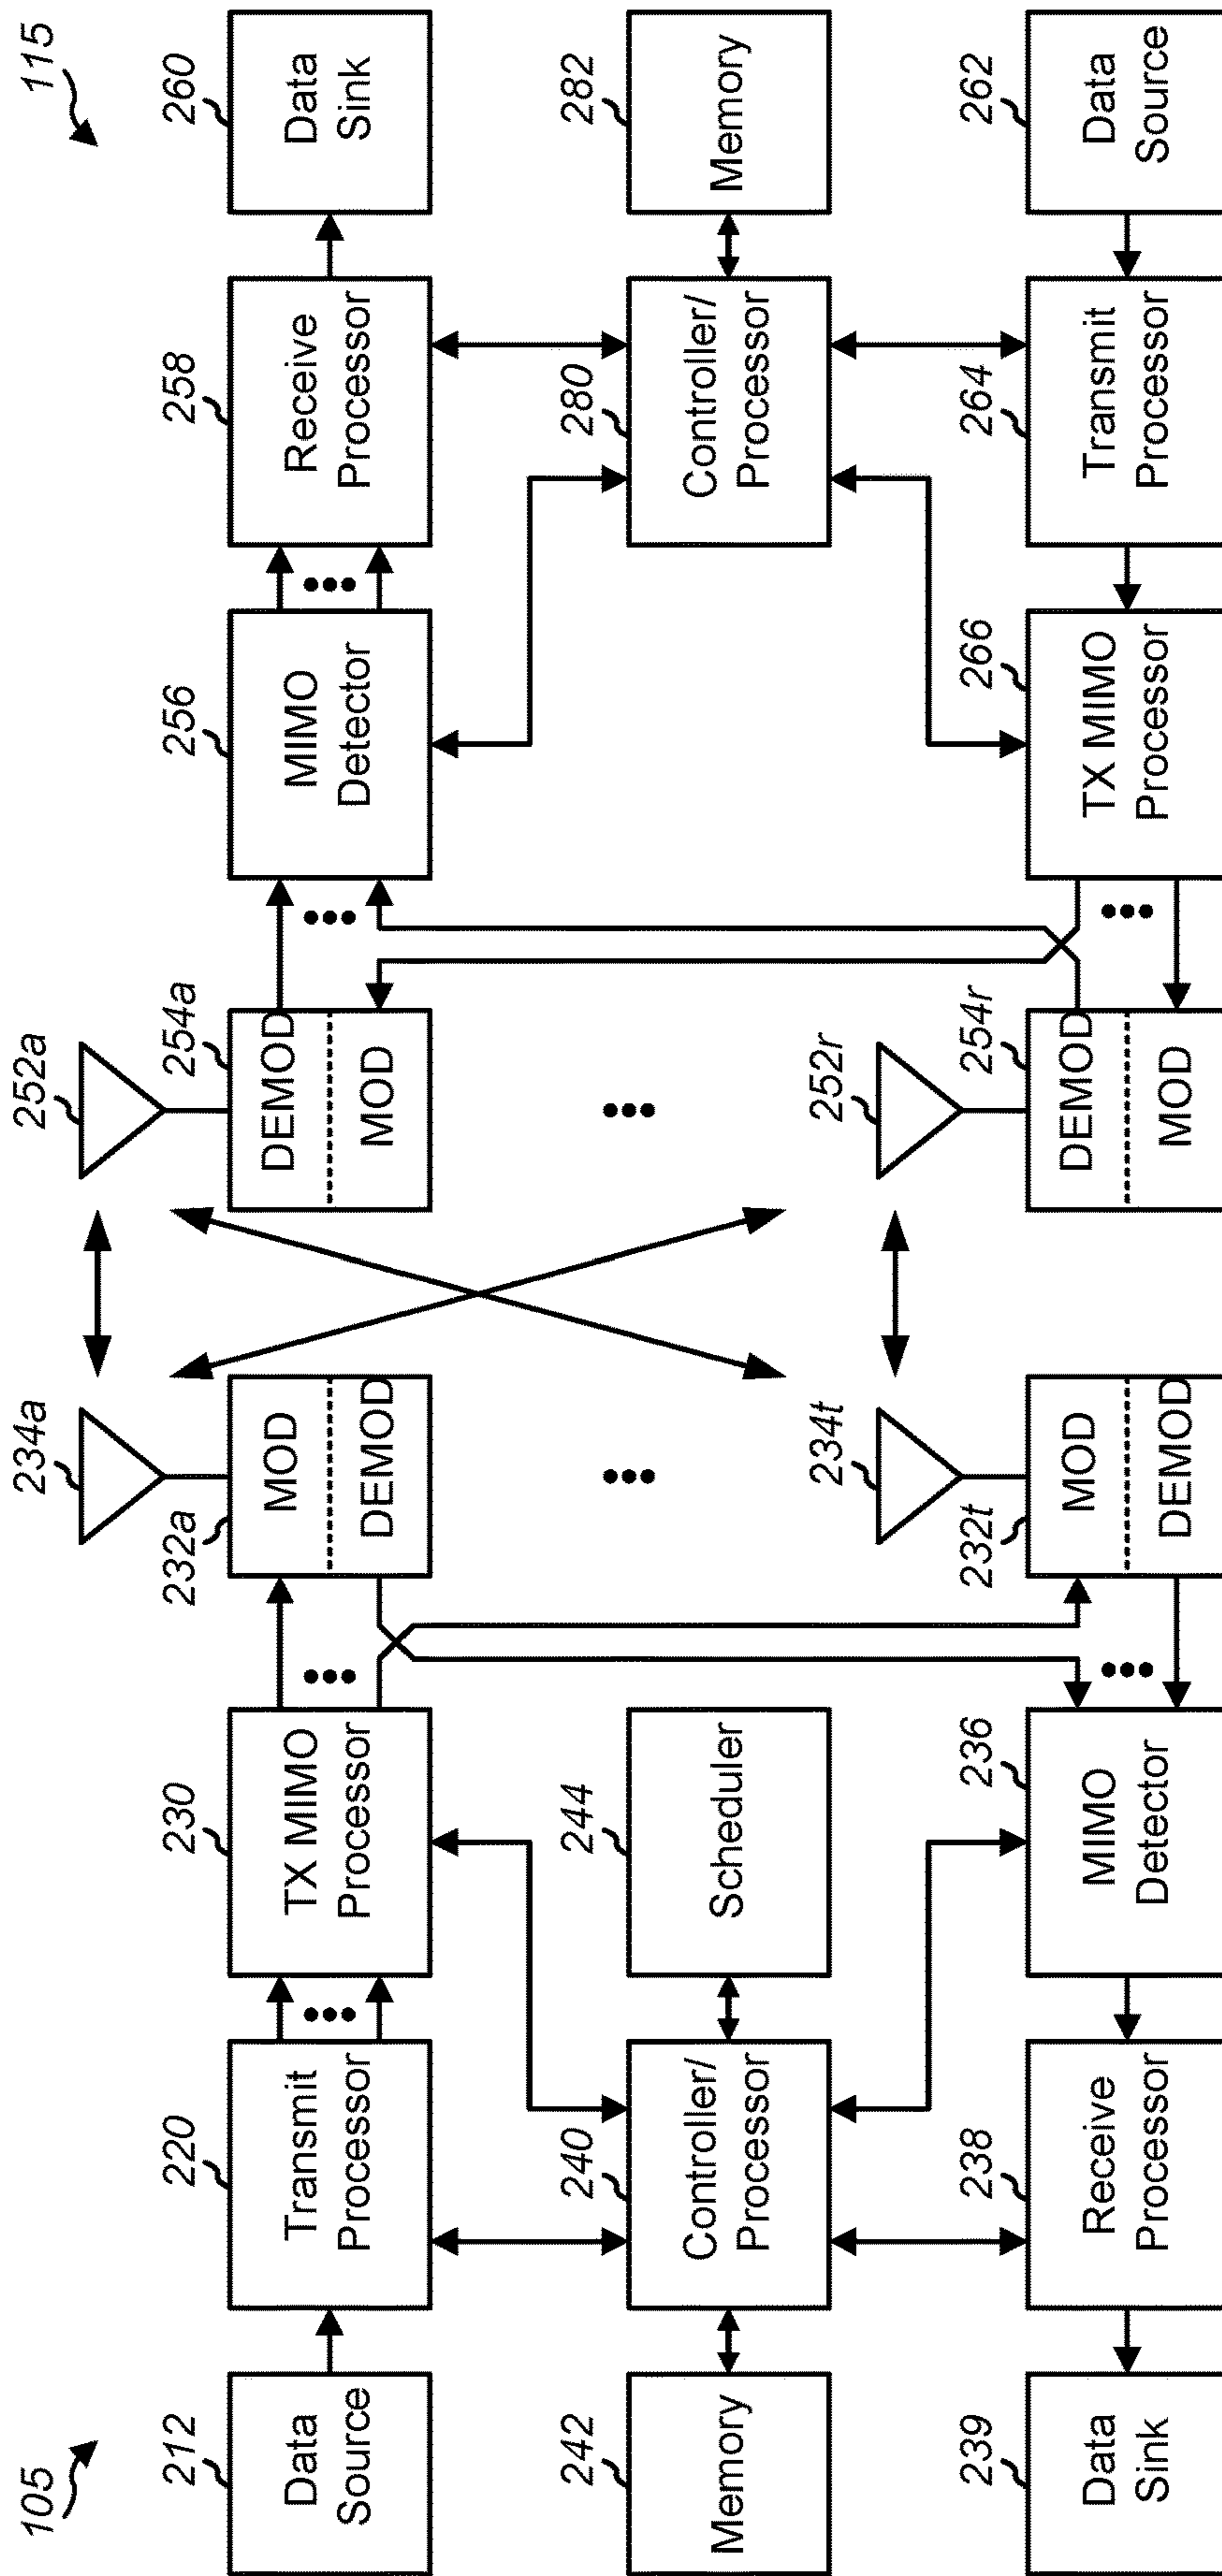 105
115
212
Data
Source
220
Transmit
Processor
230
TX MIMO
Processor
232a
MOD
DEMOD
234a
252a
254a
DEMOD
MOD
256
MIMO
Detector
258
Receive
Processor
260
Data
Sink
242
Memory
240
Controller/
Processor
244
Scheduler
280
Controller/
Processor
282
Memory
239
Data
Sink
238
Receive
Processor
236
MIMO
Detector
232t
MOD
DEMOD
234t
252r
254r
DEMOD
MOD
266
TX MIMO
Processor
264
Transmit
Processor
262
Data
Source